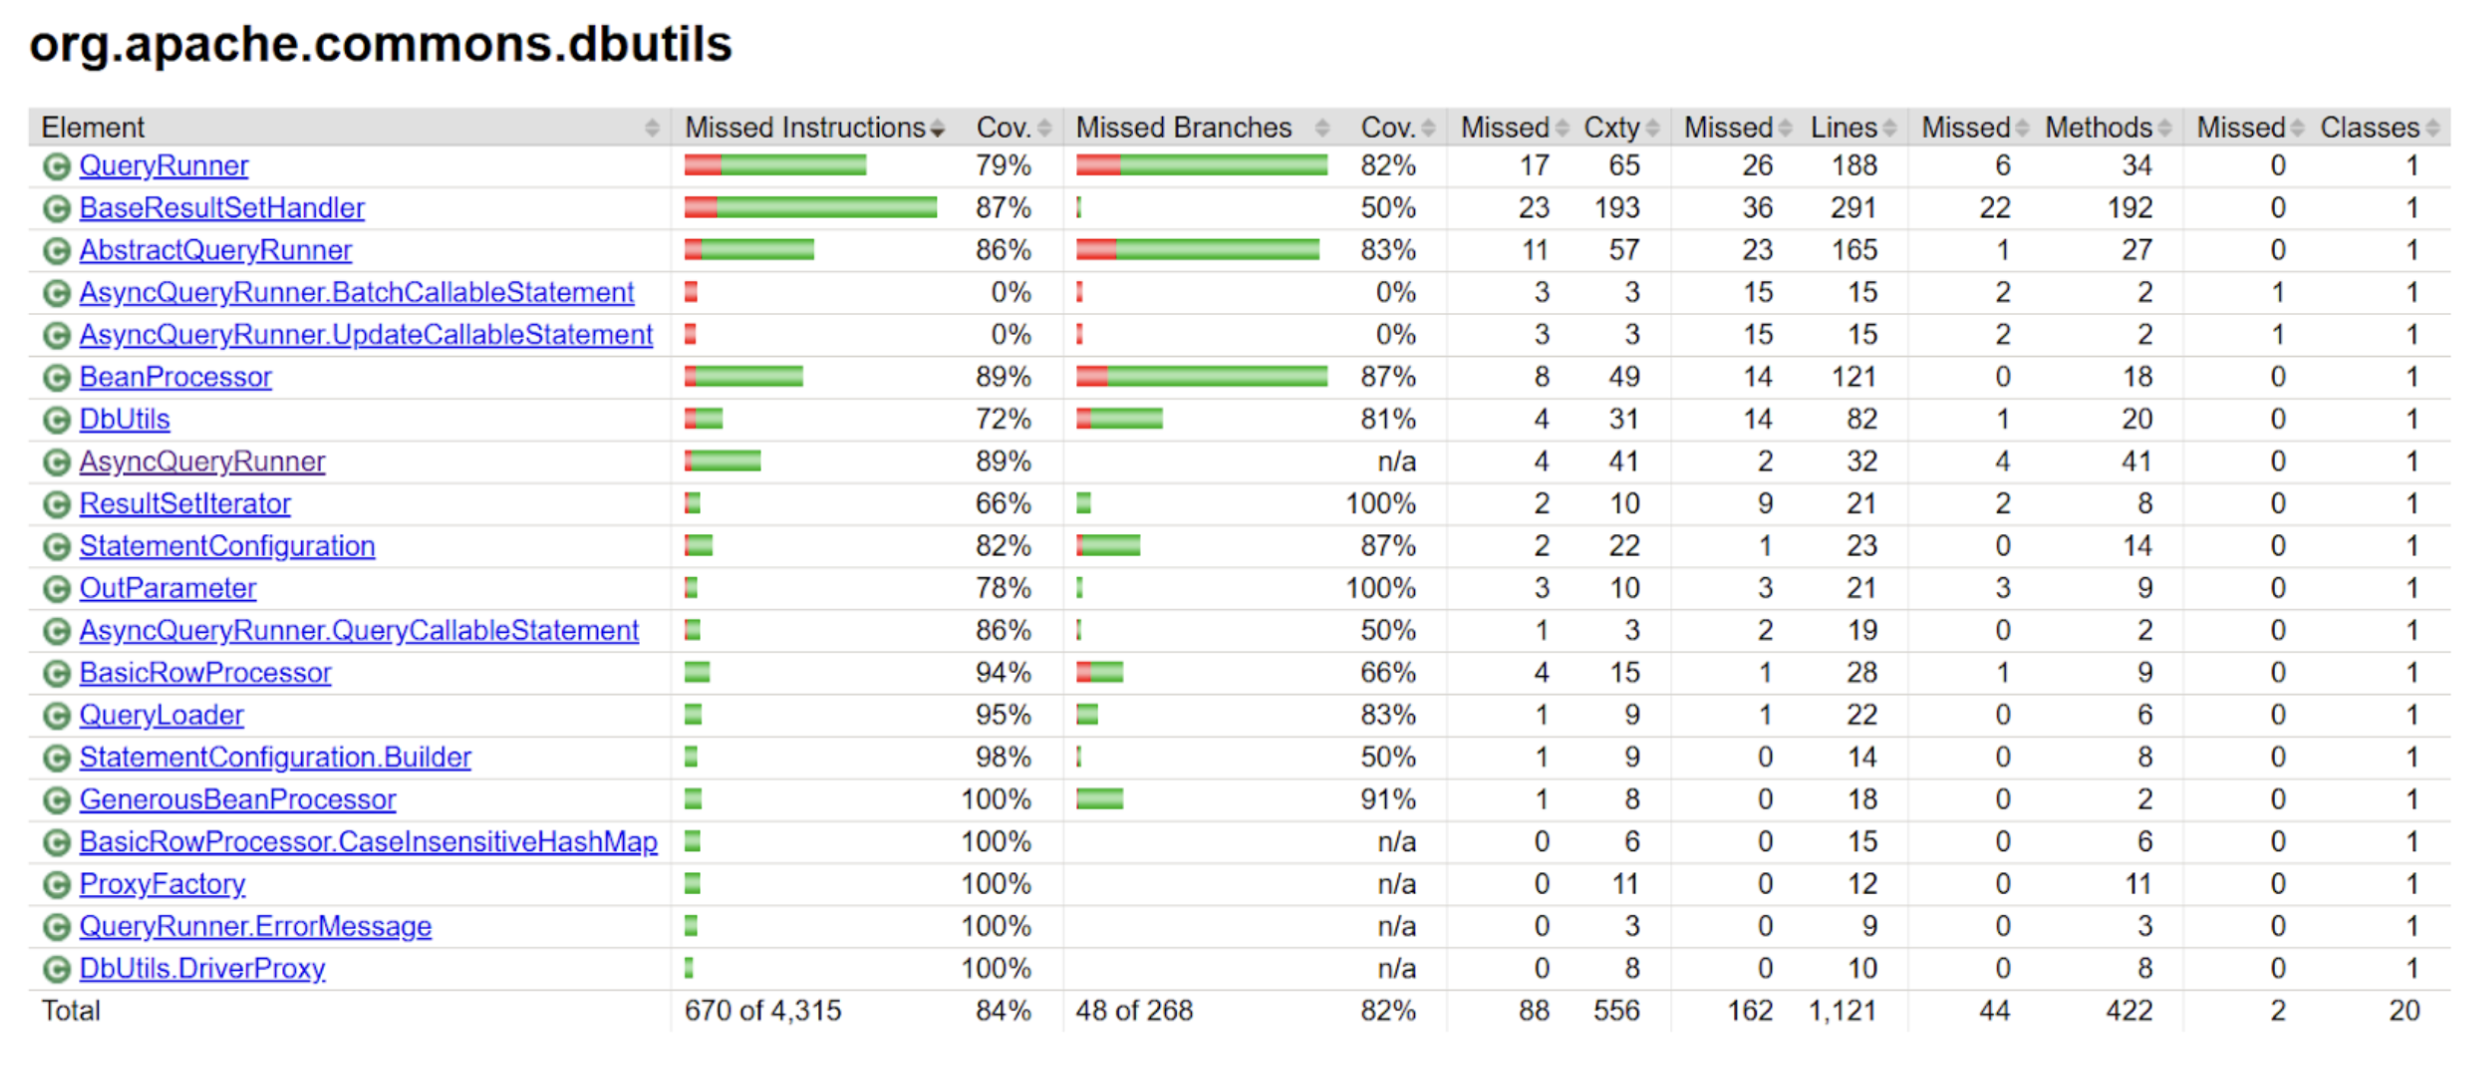 org.apache.commons.dbutils
Element Missed Instructions Cov. Missed Branches Cov. Missed Cxty Missed Lines Missed Methods Missed Classes
C QueryRunner 79% 82% 17 65 26 188 6 34 0 1
C BaseResultSetHandler 87% 50% 23 193 36 291 22 192 0 1
C AbstractQueryRunner 86% 83% 11 57 23 165 1 27 0 1
C AsyncQueryRunner.BatchCallableStatement 0% 0% 3 3 15 15 2 2 1 1
C AsyncQueryRunner.UpdateCallableStatement 0% 0% 3 3 15 15 2 2 1 1
C BeanProcessor 89% 87% 8 49 14 121 0 18 0 1
C DbUtils 72% 81% 4 31 14 82 1 20 0 1
C AsyncQueryRunner 89% n/a 4 41 2 32 4 41 0 1
C ResultSetIterator 66% 100% 2 10 9 21 2 8 0 1
C StatementConfiguration 82% 87% 2 22 1 23 0 14 0 1
C OutParameter 78% 100% 3 10 3 21 3 9 0 1
C AsyncQueryRunner.QueryCallableStatement 86% 50% 1 3 2 19 0 2 0 1
C BasicRowProcessor 94% 66% 4 15 1 28 1 9 0 1
C QueryLoader 95% 83% 1 9 1 22 0 6 0 1
C StatementConfiguration.Builder 98% 50% 1 9 0 14 0 8 0 1
C GenerousBeanProcessor 100% 91% 1 8 0 18 0 2 0 1
C BasicRowProcessor.CaseInsensitiveHashMap 100% n/a 0 6 0 15 0 6 0 1
C ProxyFactory 100% n/a 0 11 0 12 0 11 0 1
C QueryRunner.ErrorMessage 100% n/a 0 3 0 9 0 3 0 1
C DbUtils.DriverProxy 100% n/a 0 8 0 10 0 8 0 1
Total 670 of 4,315 84% 48 of 268 82% 88 556 162 1,121 44 422 2 20